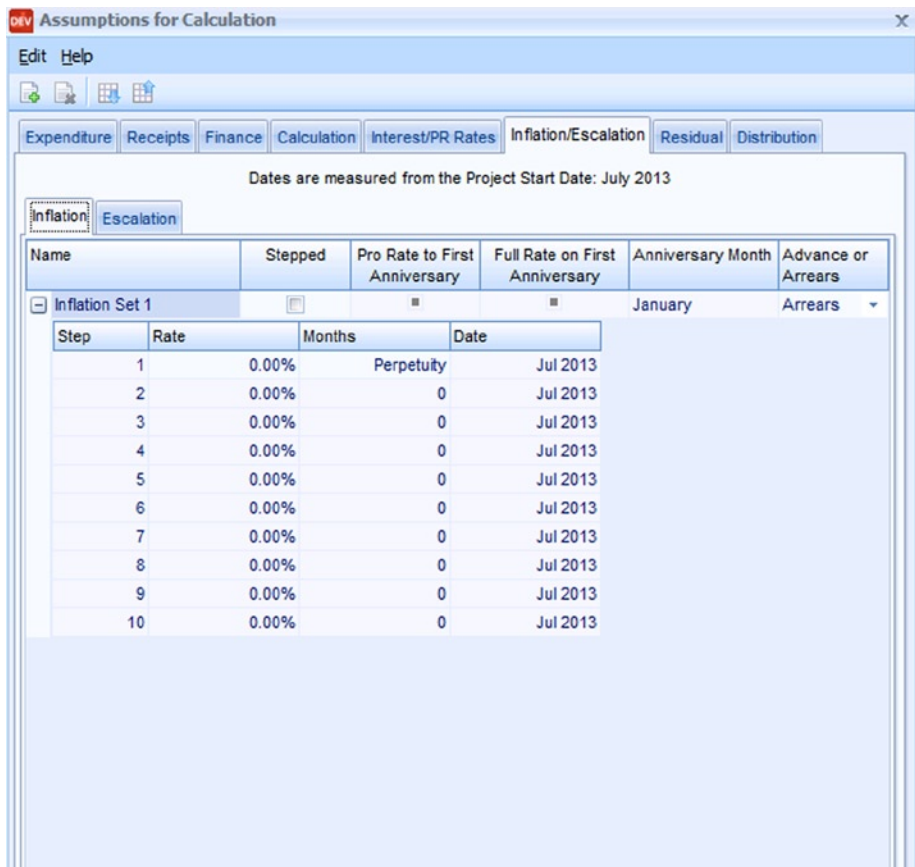 DEV Assumptions for Calculation X
Edit Help
Expenditure Receipts Finance Calculation Interest/PR Rates Inflation/Escalation Residual Distribution
Dates are measured from the Project Start Date: July 2013
Inflation Escalation
Name Stepped Pro Rate to First Anniversary Full Rate on First Anniversary Anniversary Month Advance or Arrears
Inflation Set 1 January Arrears
Step Rate Months Date
1 0.00% Perpetuity Jul 2013
2 0.00% 0 Jul 2013
3 0.00% 0 Jul 2013
4 0.00% 0 Jul 2013
5 0.00% 0 Jul 2013
6 0.00% 0 Jul 2013
7 0.00% 0 Jul 2013
8 0.00% 0 Jul 2013
9 0.00% 0 Jul 2013
10 0.00% 0 Jul 2013